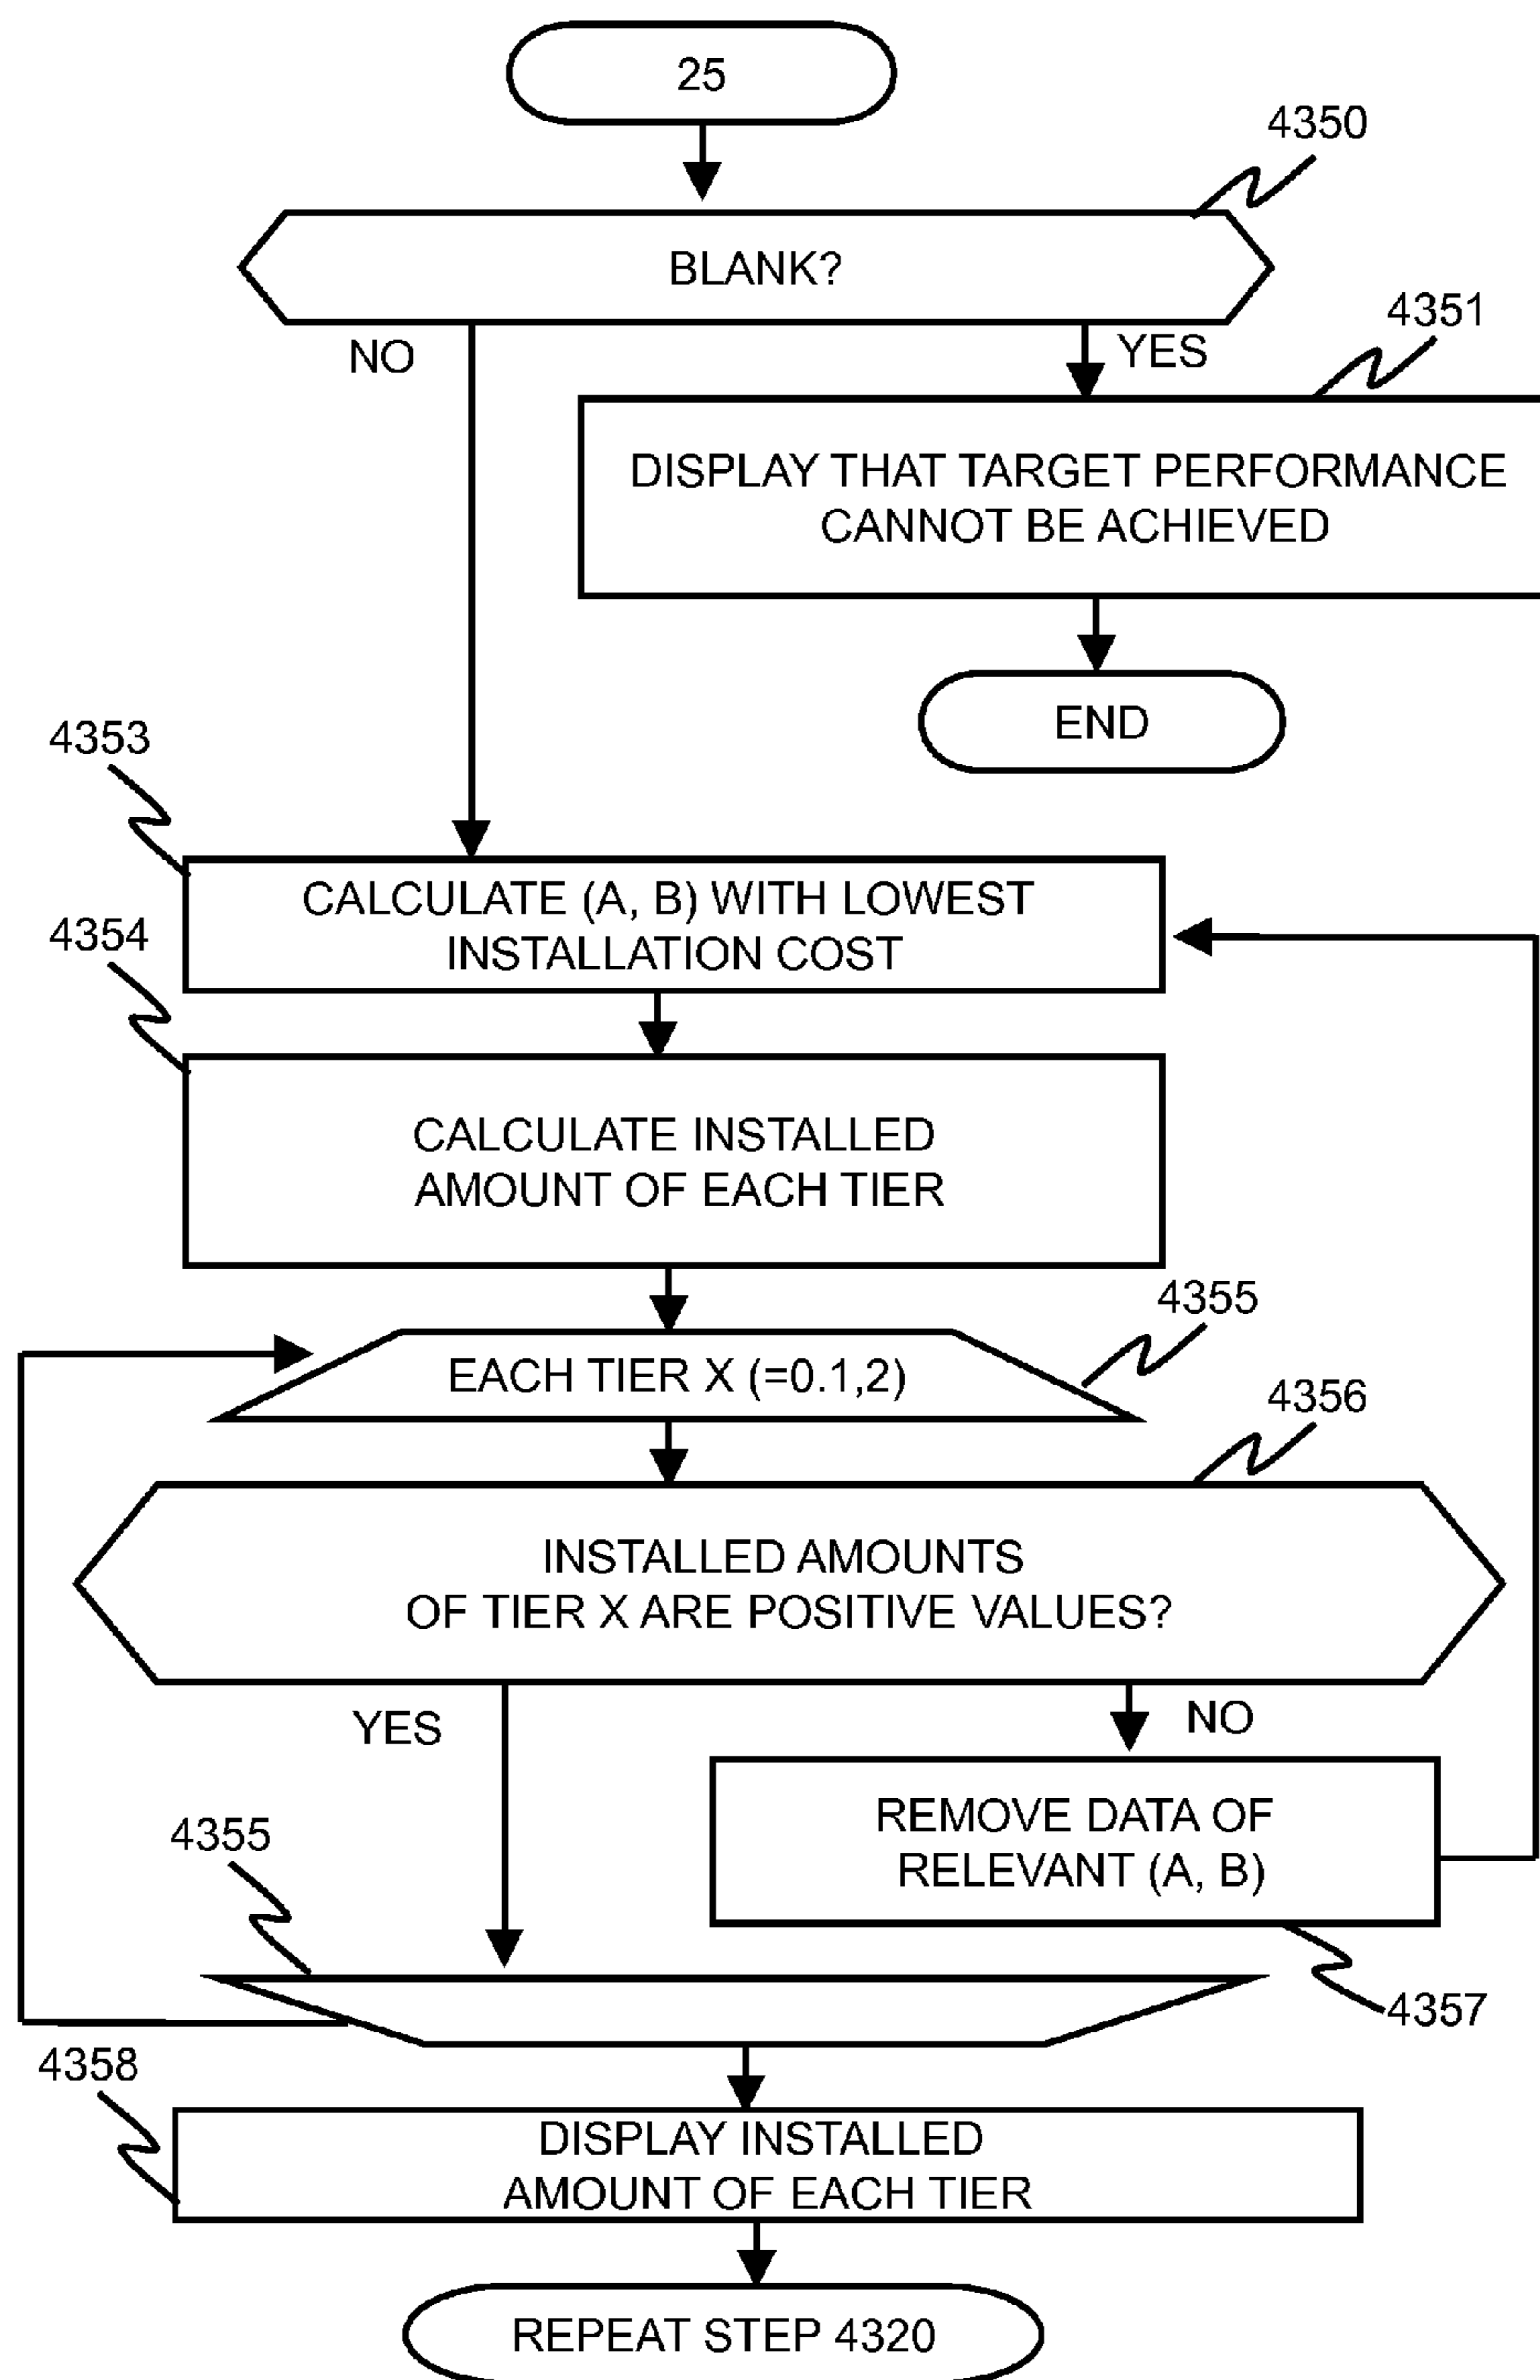 25
4350
BLANK?
4351
NO
YES
DISPLAY THAT TARGET PERFORMANCE
CANNOT BE ACHIEVED
END
4353
CALCULATE (A, B) WITH LOWEST
INSTALLATION COST
4354
CALCULATE INSTALLED
AMOUNT OF EACH TIER
4355
EACH TIER X (=0.1,2)
4356
INSTALLED AMOUNTS
OF TIER X ARE POSITIVE VALUES?
YES
NO
REMOVE DATA OF
RELEVANT (A, B)
4355
4357
4358
DISPLAY INSTALLED
AMOUNT OF EACH TIER
REPEAT STEP 4320